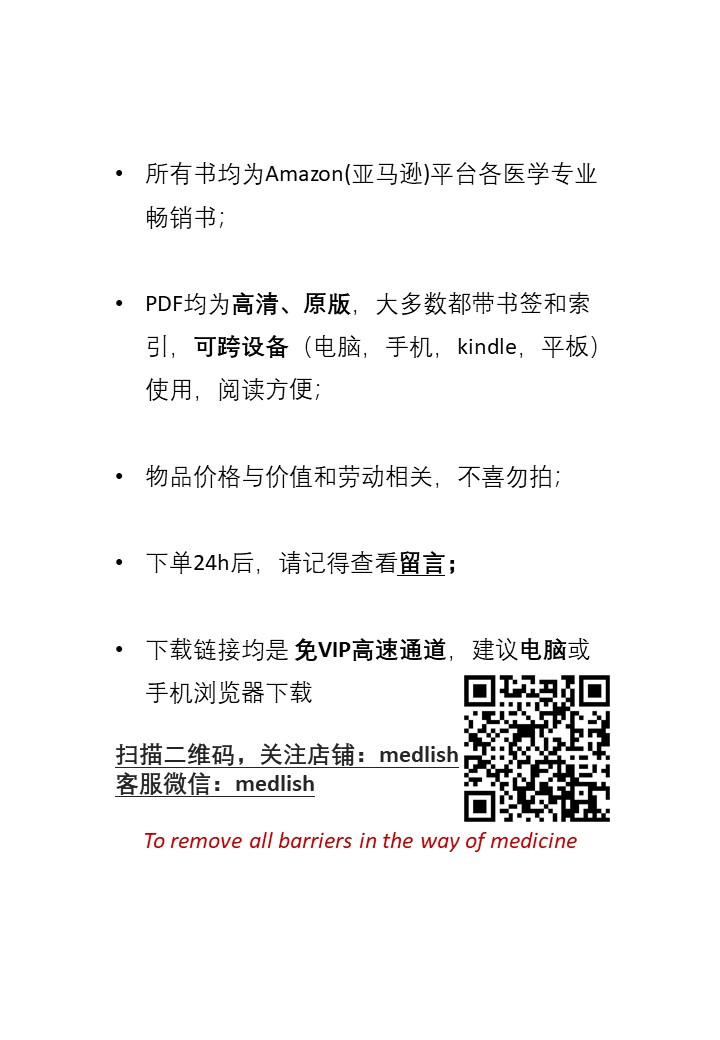 • 所有书均为Amazon(亚马逊)平台各医学专业
畅销书；
• PDF均为高清、原版，大多数都带书签和索
引，可跨设备（电脑，手机，kindle，平板）
使用，阅读方便；
• 物品价格与价值和劳动相关，不喜勿拍；
• 下单24h后，请记得查看留言；
• 下载链接均是 免VIP高速通道，建议电脑或
手机浏览器下载
扫描二维码，关注店铺：medlish
客服微信：medlish
To remove all barriers in the way of medicine